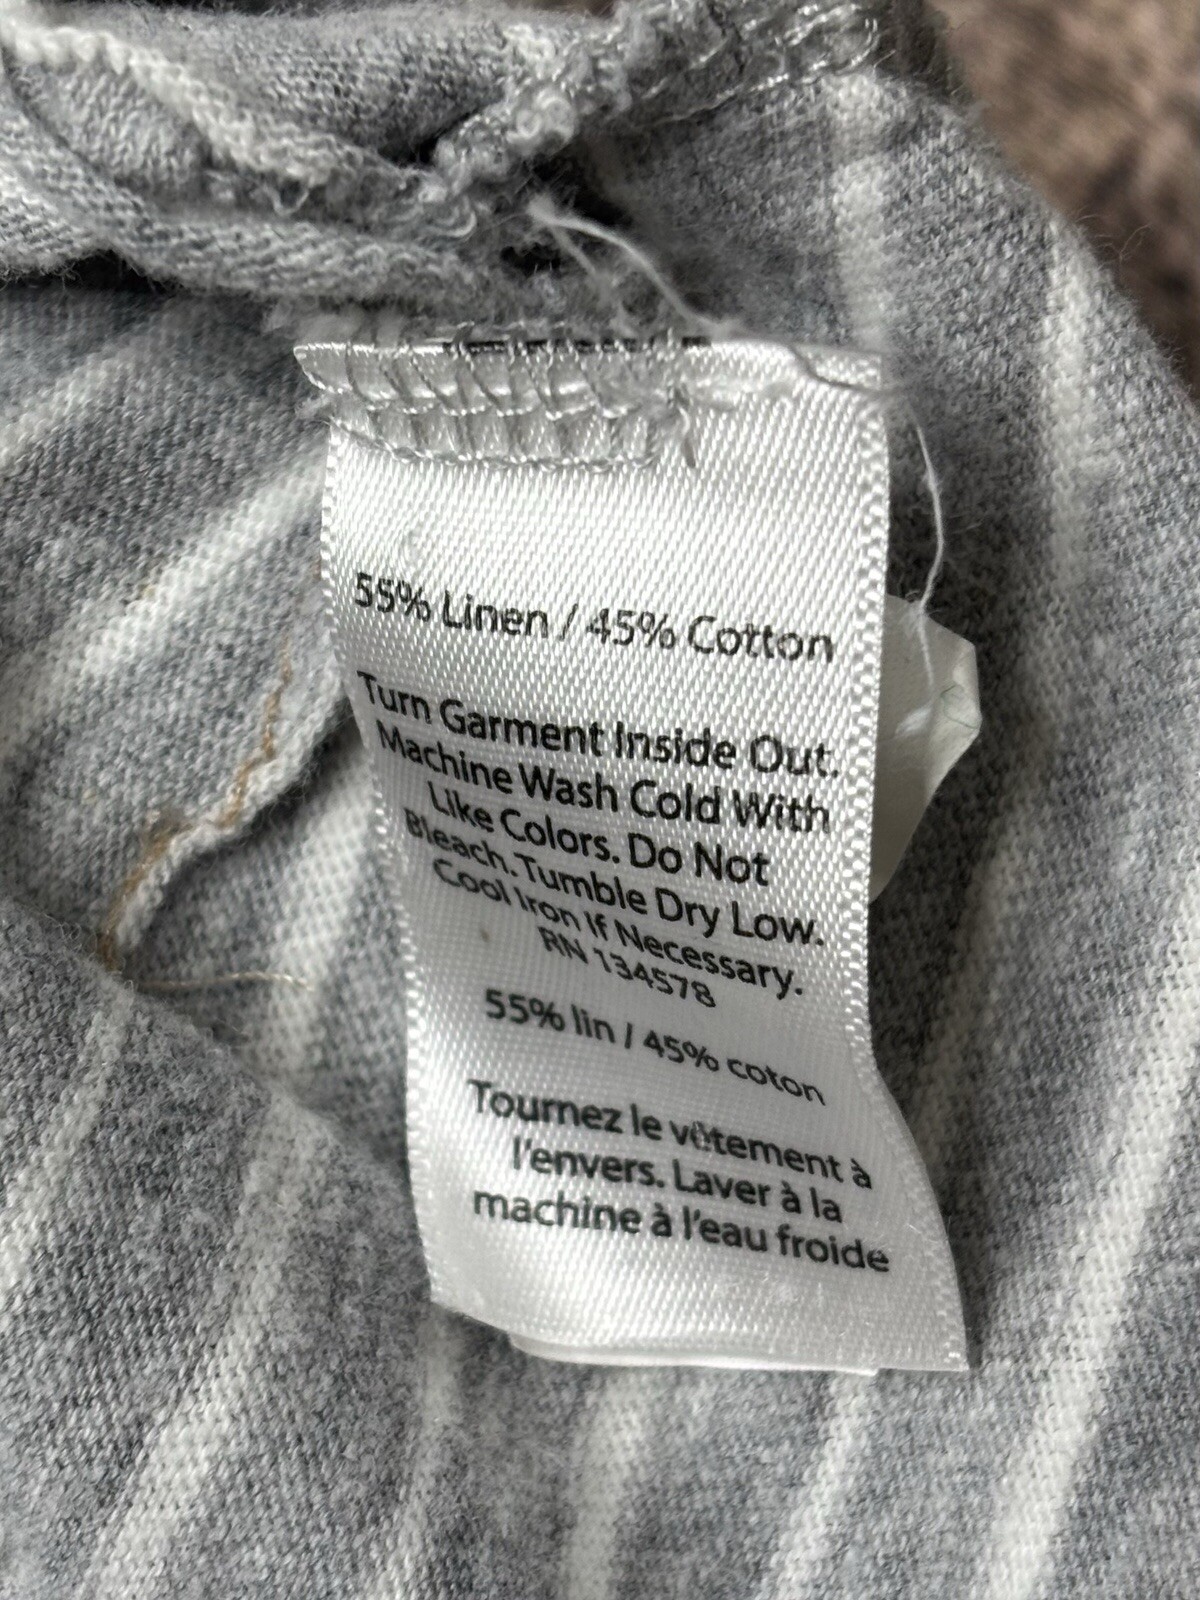 55% Linen / 45% Cotton
Turn Garment Inside Out.
Machine Wash Cold With
Like Colors. Do Not
Bleach. Tumble Dry Low.
Cool Iron If Necessary.
RN 134578
55% lin / 45% coton
Tournez le vêtement à
l'envers. Laver à la
machine à l'eau froide